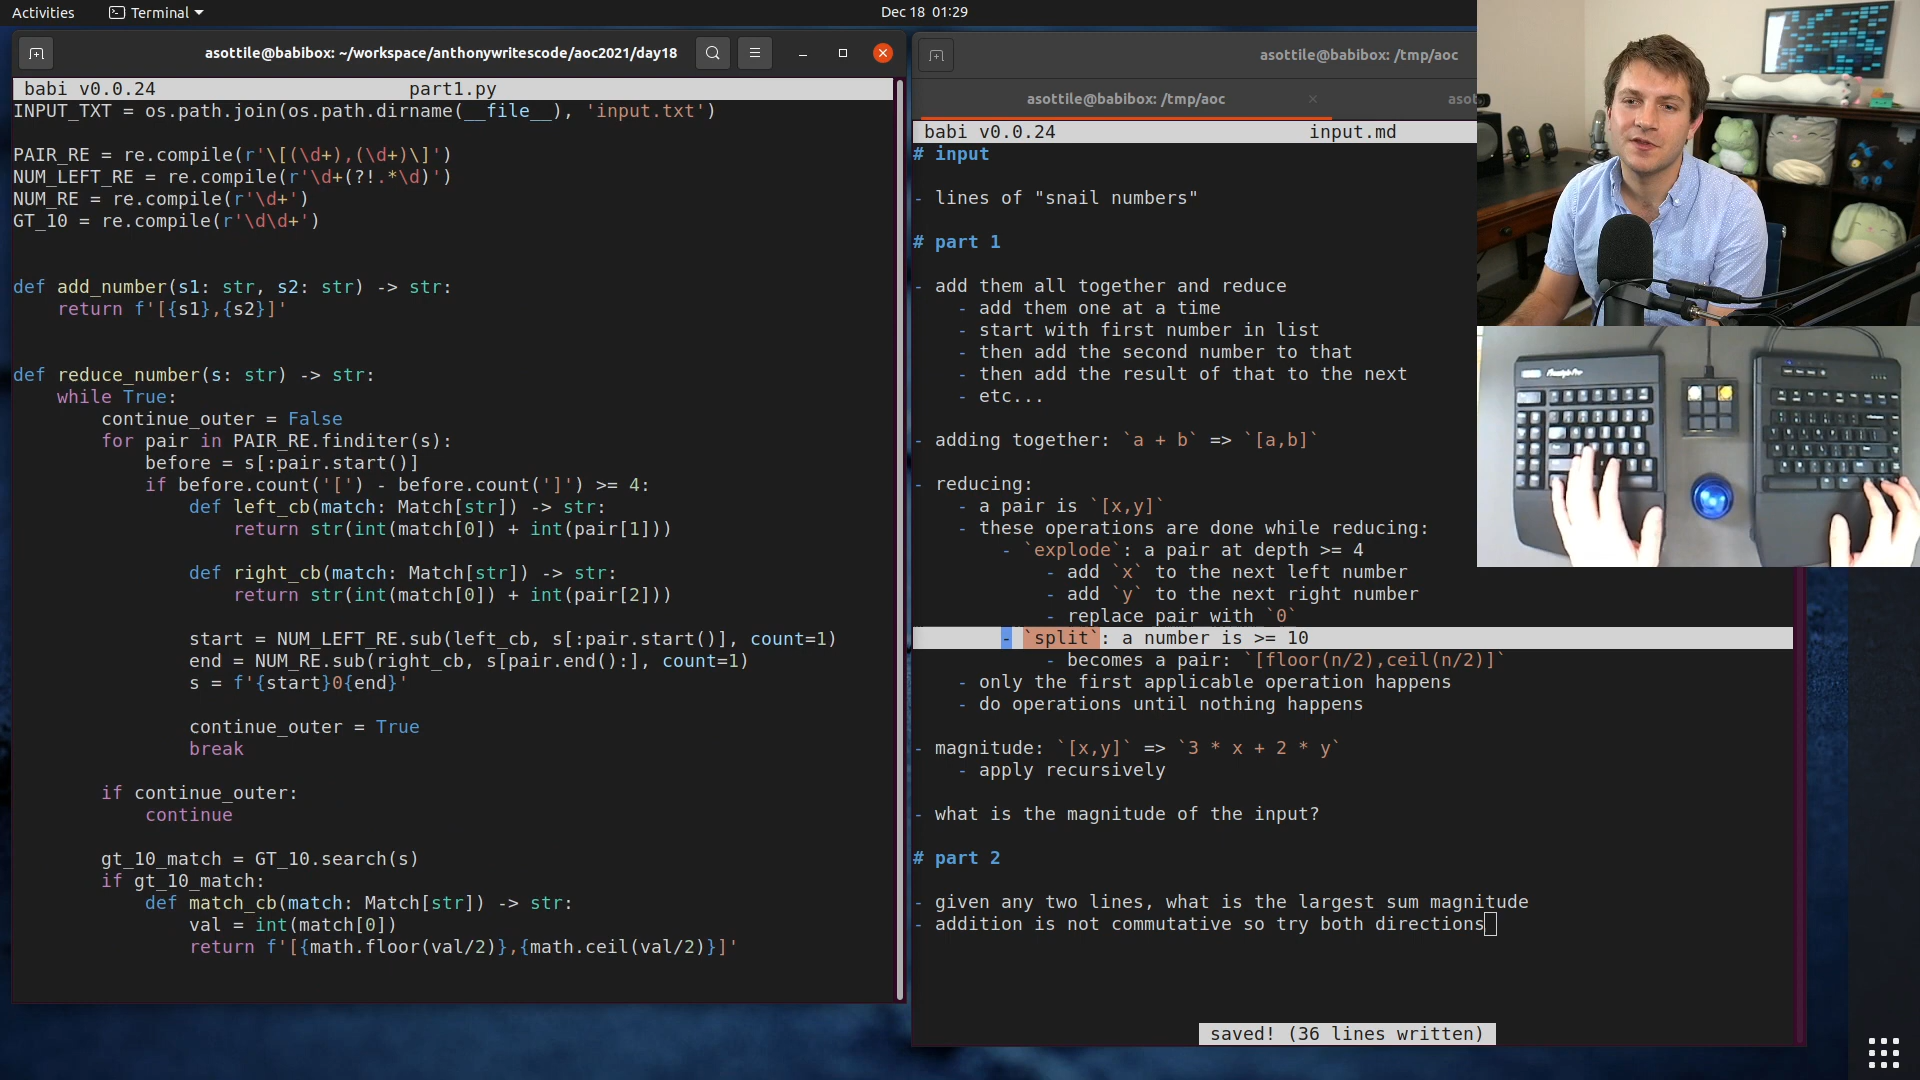 Activities
Terminal
Dec 18 01:29
asottile@babibox: ~/workspace/anthonywritescode/aoc2021/day18
babi v0.0.24 part1.py
INPUT_TXT = os.path.join(os.path.dirname(__file__), 'input.txt')
PAIR_RE = re.compile(r'\[(\d+),(\d+)\]')
NUM_LEFT_RE = re.compile(r'\d+(?!.*\d)')
NUM_RE = re.compile(r'\d+')
GT_10 = re.compile(r'\d\d+')
def add_number(s1: str, s2: str) -> str:
    return f'[{s1},{s2}]'
def reduce_number(s: str) -> str:
    while True:
        continue_outer = False
        for pair in PAIR_RE.finditer(s):
            before = s[:pair.start()]
            if before.count('[') - before.count(']') >= 4:
                def left_cb(match: Match[str]) -> str:
                    return str(int(match[0]) + int(pair[1]))
                def right_cb(match: Match[str]) -> str:
                    return str(int(match[0]) + int(pair[2]))
                start = NUM_LEFT_RE.sub(left_cb, s[:pair.start()], count=1)
                end = NUM_RE.sub(right_cb, s[pair.end():], count=1)
                s = f'{start}0{end}'
                continue_outer = True
                break
        if continue_outer:
            continue
        gt_10_match = GT_10.search(s)
        if gt_10_match:
            def match_cb(match: Match[str]) -> str:
                val = int(match[0])
                return f'[{math.floor(val/2)},{math.ceil(val/2)}]'
asottile@babibox: /tmp/aoc
asottile@babibox: /tmp/aoc × asot
babi v0.0.24 input.md
# input
- lines of "snail numbers"
# part 1
- add them all together and reduce
    - add them one at a time
    - start with first number in list
    - then add the second number to that
    - then add the result of that to the next
    - etc...
- adding together: `a + b` => `[a,b]`
- reducing:
    - a pair is `[x,y]`
    - these operations are done while reducing:
        - `explode`: a pair at depth >= 4
            - add `x` to the next left number
            - add `y` to the next right number
            - replace pair with `0`
        - `split`: a number is >= 10
            - becomes a pair: `[floor(n/2),ceil(n/2)]`
    - only the first applicable operation happens
    - do operations until nothing happens
- magnitude: `[x,y]` => `3 * x + 2 * y`
    - apply recursively
- what is the magnitude of the input?
# part 2
- given any two lines, what is the largest sum magnitude
- addition is not commutative so try both directions
saved! (36 lines written)